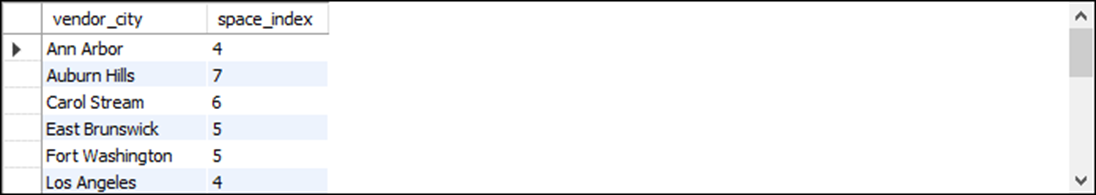 vendor_city space_index
Ann Arbor 4
Auburn Hills 7
Carol Stream 6
East Brunswick 5
Fort Washington 5
Los Angeles 4